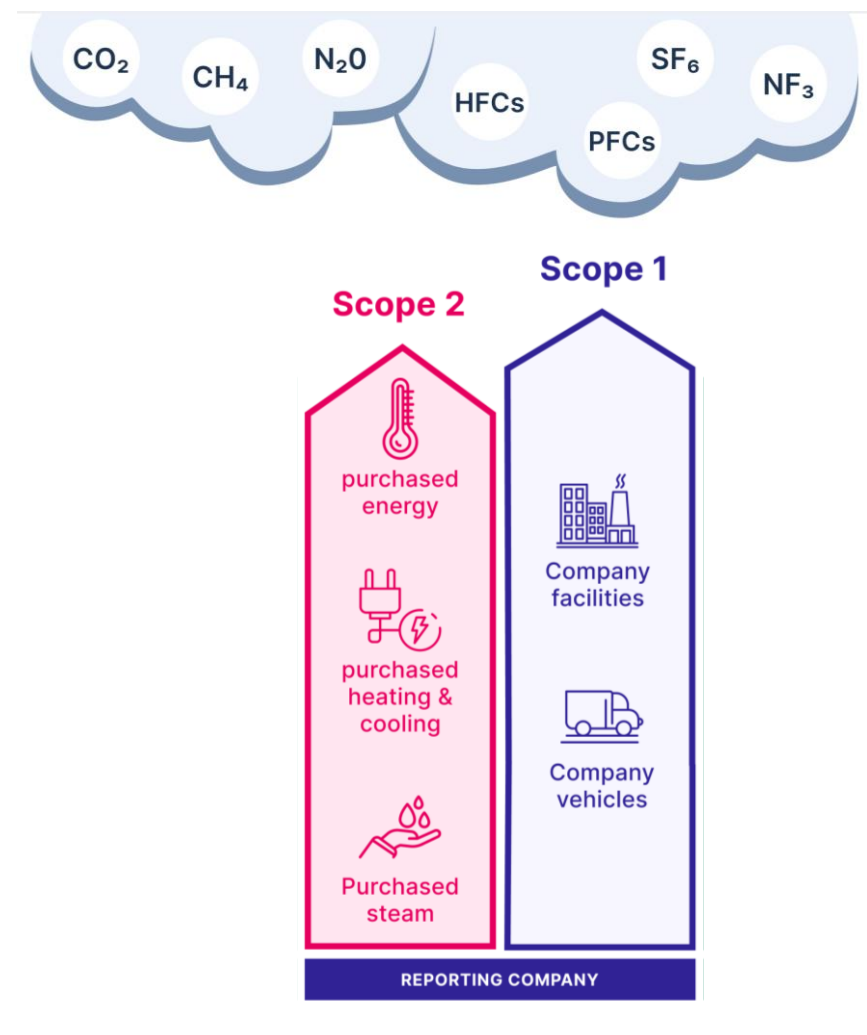 CO₂
CH₄
N₂0
HFCs
PFCs
SF₆
NF₃
Scope 2
purchased
energy
purchased
heating &
cooling
Purchased
steam
Scope 1
Company
facilities
Company
vehicles
REPORTING COMPANY